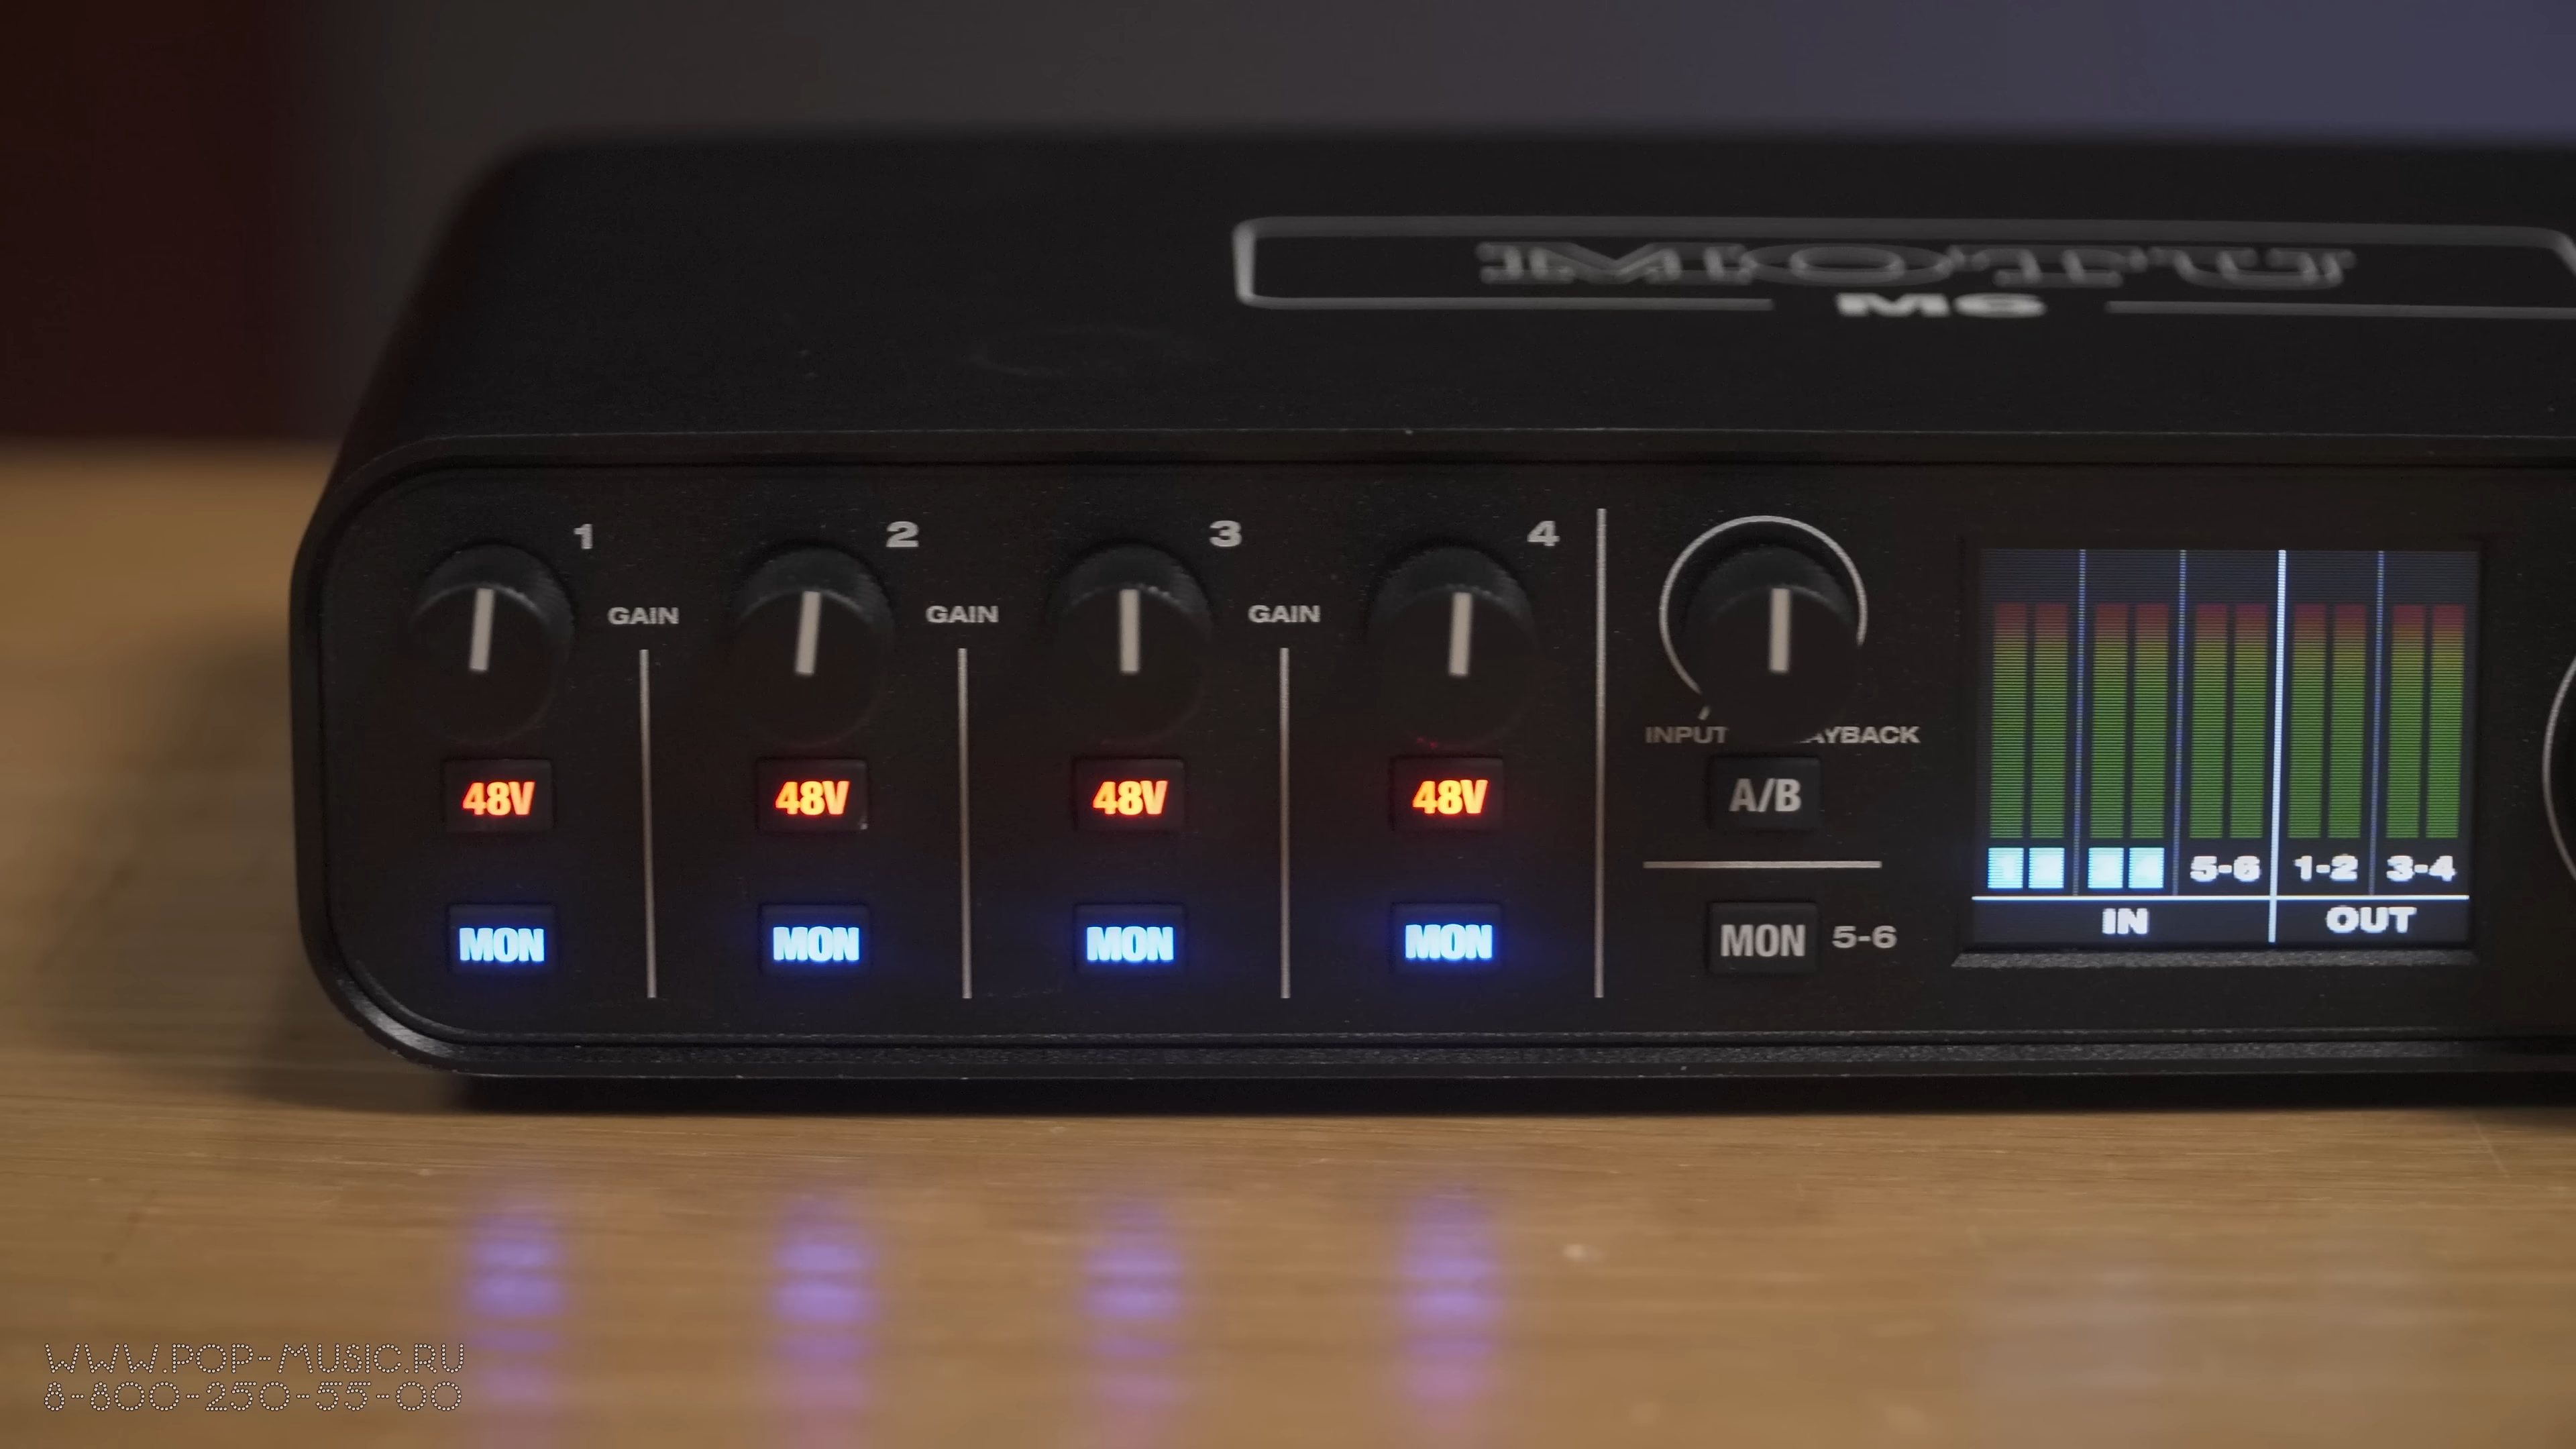 MOTU
M6
1 2 3 4
GAIN GAIN GAIN
INPUT
48V 48V 48V 48V A/B
MON MON MON MON MON 5-6
5-6 1-2 3-4
IN OUT
WWW.POP-MUSIC.RU
8-800-250-55-00